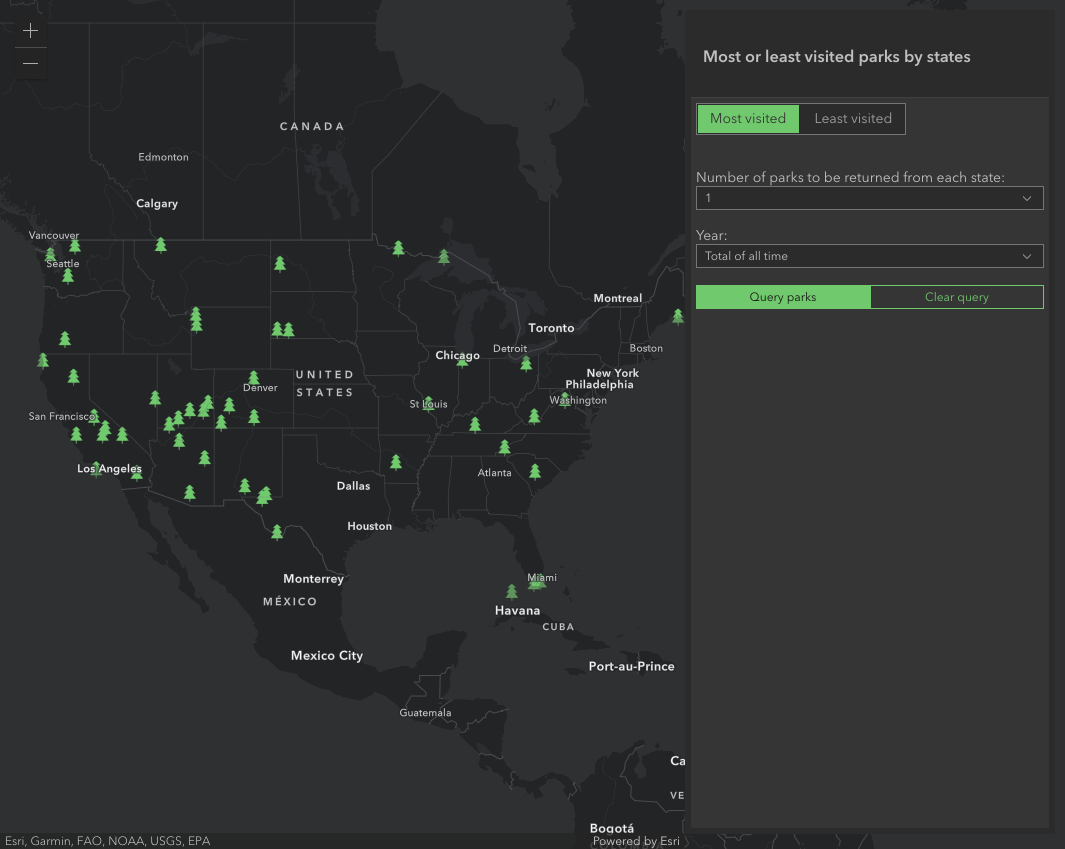 Most or least visited parks by states
Most visited
Least visited
Number of parks to be returned from each state:
1
Year:
Total of all time
Query parks
Clear query
+
−
CANADA
Edmonton
Calgary
Vancouver
Seattle
Montreal
Toronto
Boston
Detroit
Chicago
New York
Philadelphia
UNITED
STATES
Denver
Washington
St Louis
San Francisco
Los Angeles
Atlanta
Dallas
Houston
Miami
Monterrey
MÉXICO
Havana
CUBA
Mexico City
Port-au-Prince
Guatemala
Ca
VE
Bogotá
Esri, Garmin, FAO, NOAA, USGS, EPA
Powered by Esri